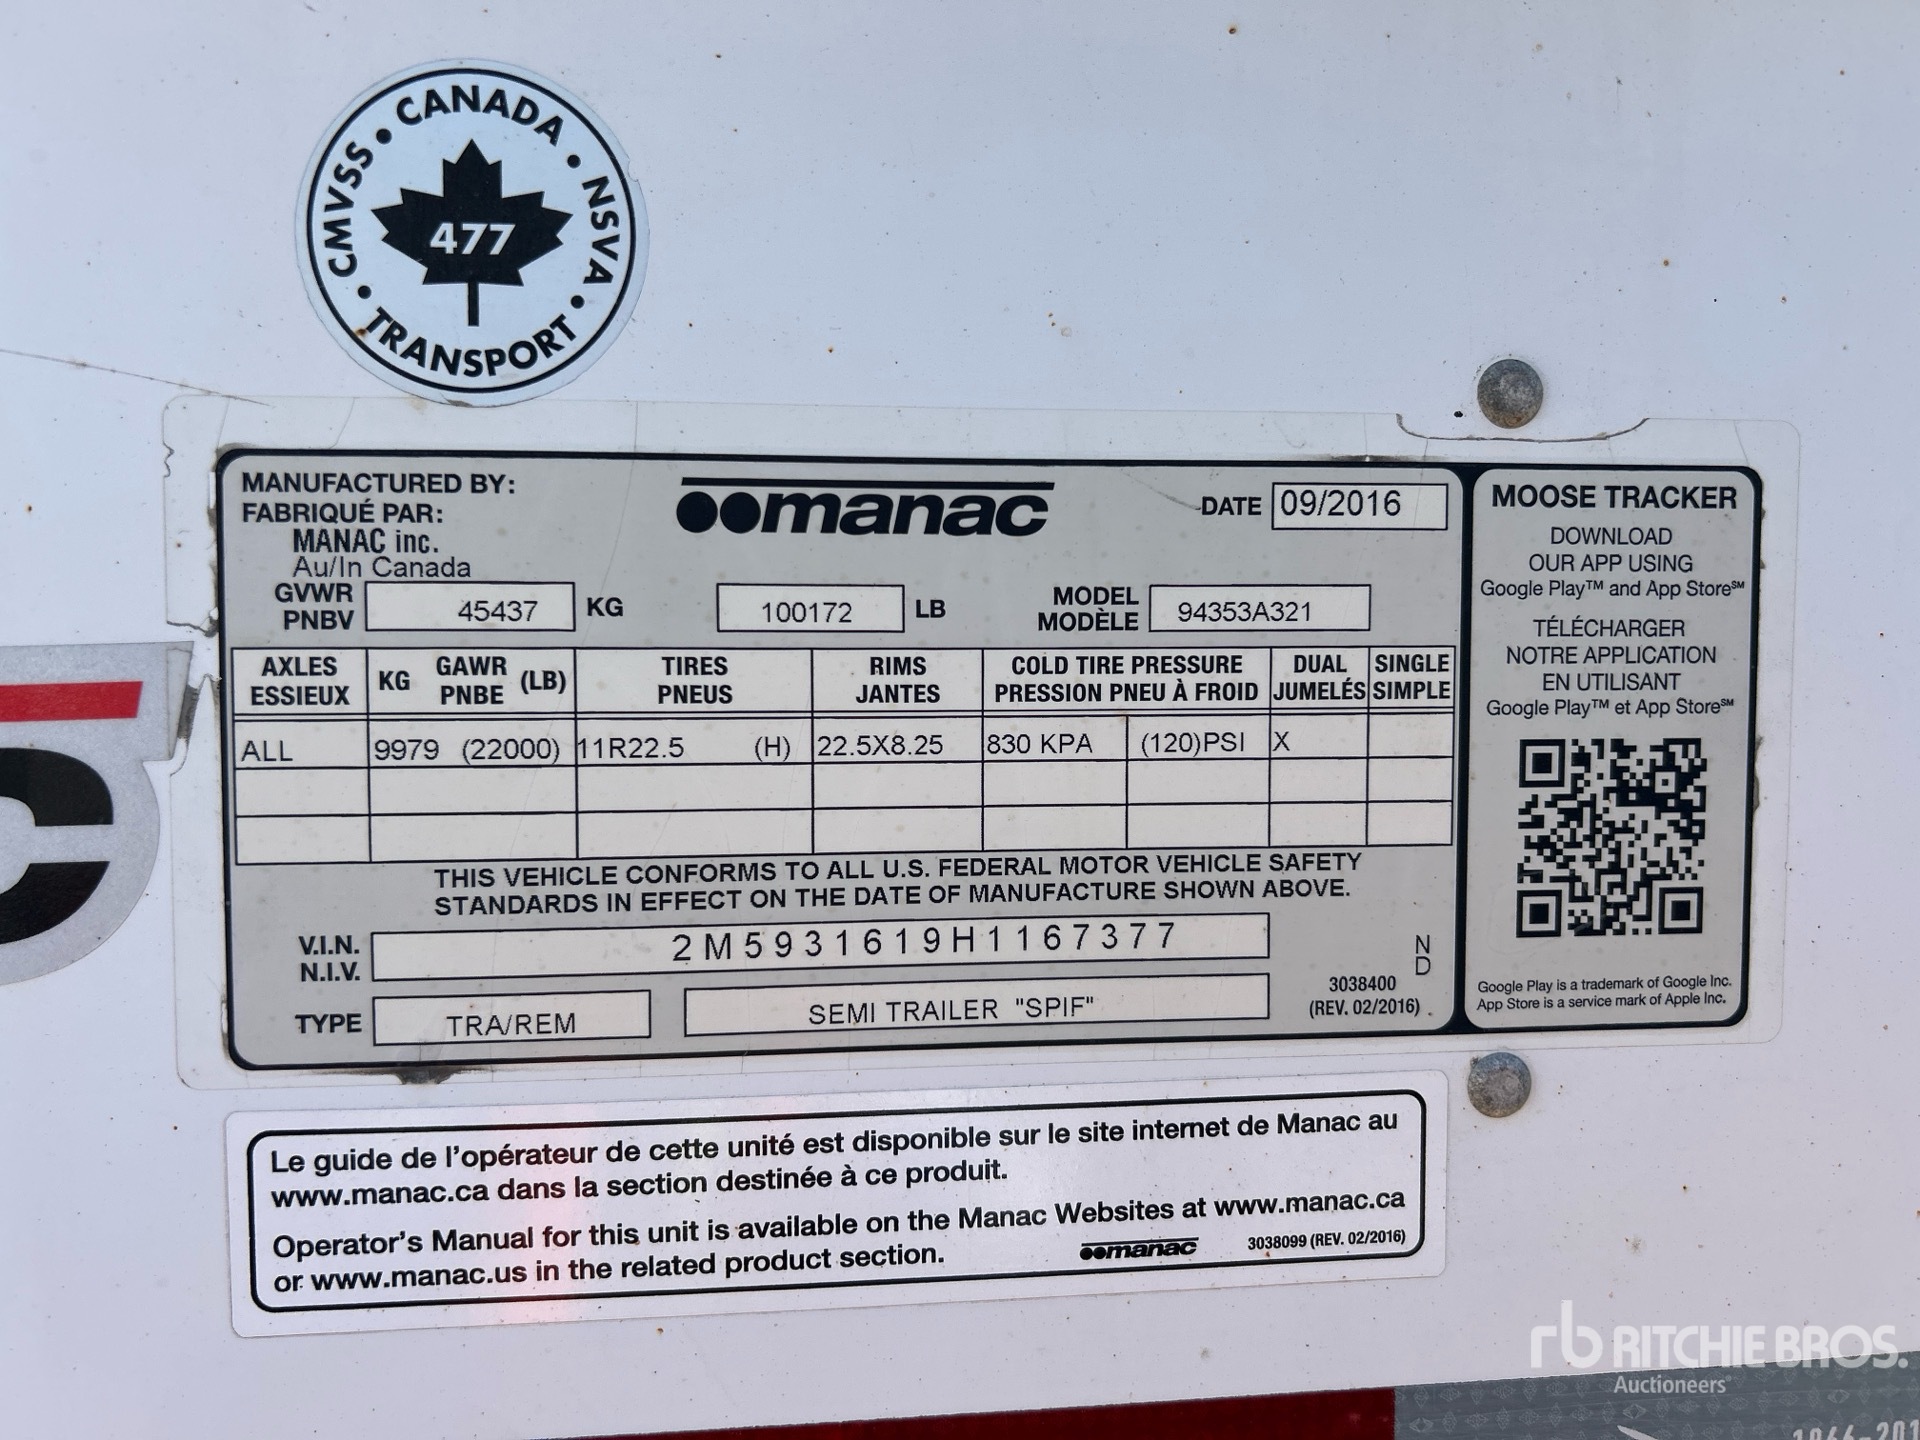 CMVSS • CANADA • NSVA • TRANSPORT •
477
MANUFACTURED BY:
FABRIQUÉ PAR:
MANAC inc.
Au/In Canada
manac
DATE 09/2016
GVWR
PNBV
45437 KG
100172 LB
MODEL
MODÈLE
94353A321
AXLES
ESSIEUX
KG GAWR (LB)
PNBE
TIRES
PNEUS
RIMS
JANTES
COLD TIRE PRESSURE
PRESSION PNEU À FROID
DUAL
JUMELÉS
SINGLE
SIMPLE
ALL 9979 (22000) 11R22.5 (H) 22.5X8.25 830 KPA (120)PSI X
THIS VEHICLE CONFORMS TO ALL U.S. FEDERAL MOTOR VEHICLE SAFETY
STANDARDS IN EFFECT ON THE DATE OF MANUFACTURE SHOWN ABOVE.
V.I.N.
N.I.V.
2M5931619H1167377
N
D
TYPE TRA/REM SEMI TRAILER "SPIF"
3038400
(REV. 02/2016)
MOOSE TRACKER
DOWNLOAD
OUR APP USING
Google Play™ and App Store℠
TÉLÉCHARGER
NOTRE APPLICATION
EN UTILISANT
Google Play™ et App Store℠
Google Play is a trademark of Google Inc.
App Store is a service mark of Apple Inc.
Le guide de l'opérateur de cette unité est disponible sur le site internet de Manac au
www.manac.ca dans la section destinée à ce produit.
Operator's Manual for this unit is available on the Manac Websites at www.manac.ca
or www.manac.us in the related product section.
manac 3038099 (REV. 02/2016)
C
rb RITCHIE BROS.
Auctioneers